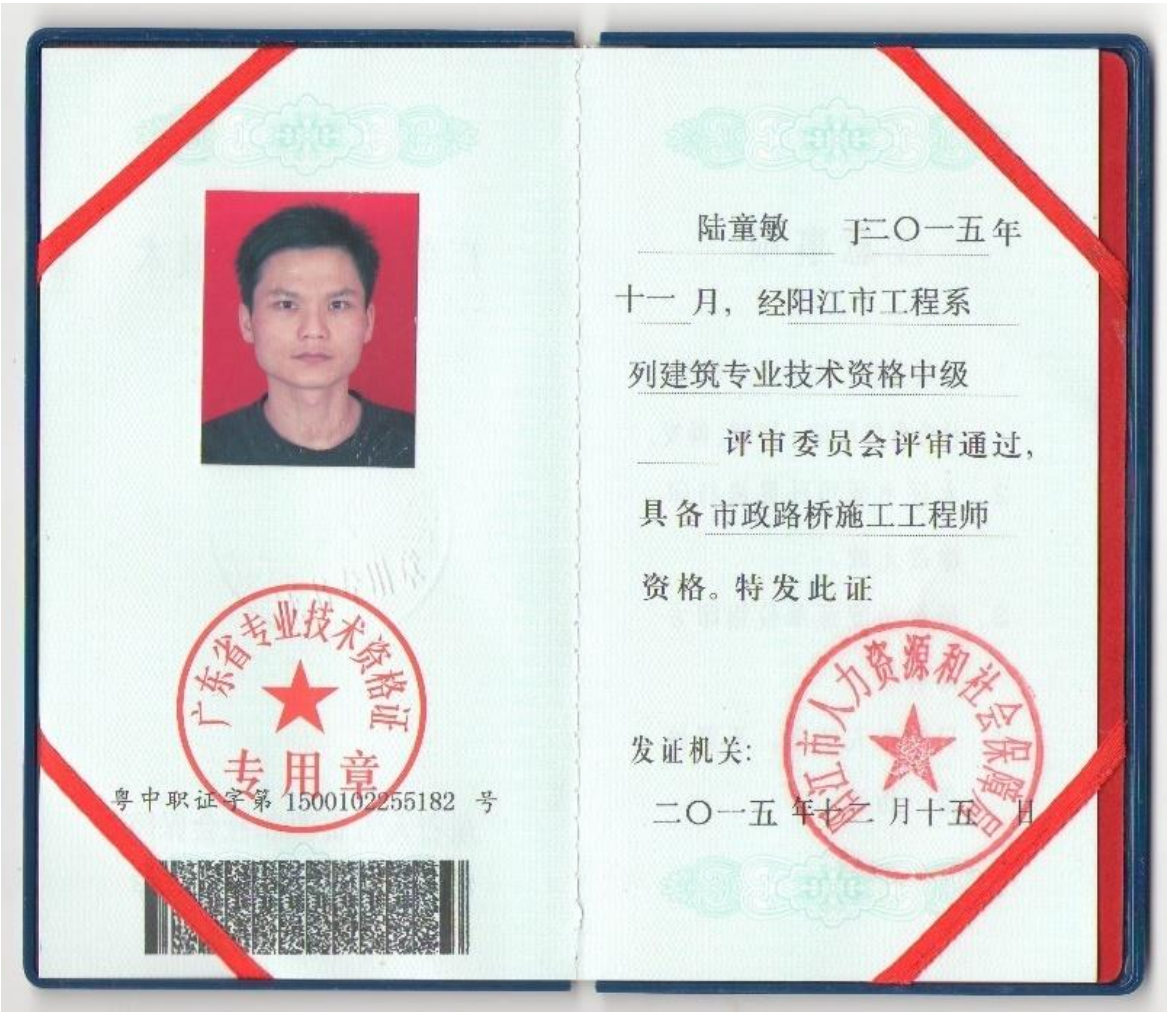 广东省专业技术资格证
专用章
粤中职证字第 1500102255182 号
陆童敏 于二〇一五年
十一月，经阳江市工程系
列建筑专业技术资格中级
评审委员会评审通过，
具备市政路桥施工工程师
资格。特发此证
阳江市人力资源和社会保障局
发证机关:
二〇一五年十二月十五日